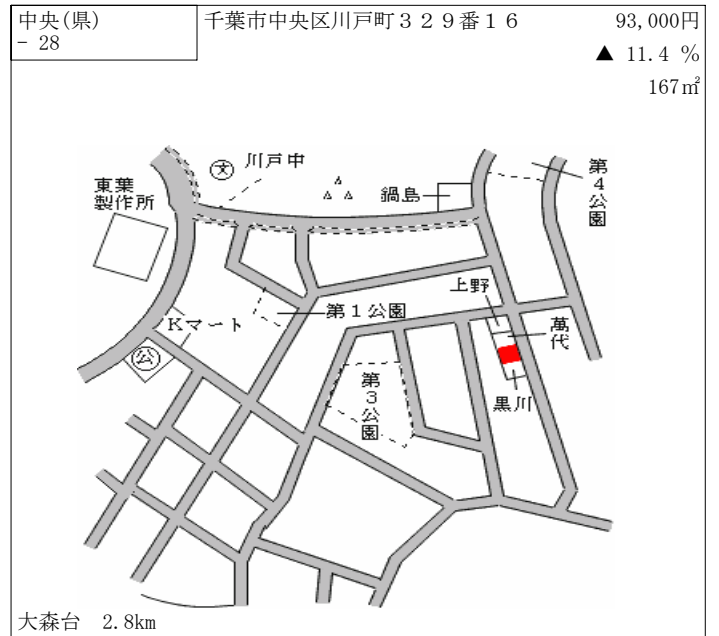 中央(県)
- 28
千葉市中央区川戸町３２９番16
93,000円
▲ 11.4 %
167㎡
文
川戸中
東葉
製作所
鍋島
第4公園
上野
第1公園
萬代
Kマート
公
第3公園
黒川
大森台 2.8km